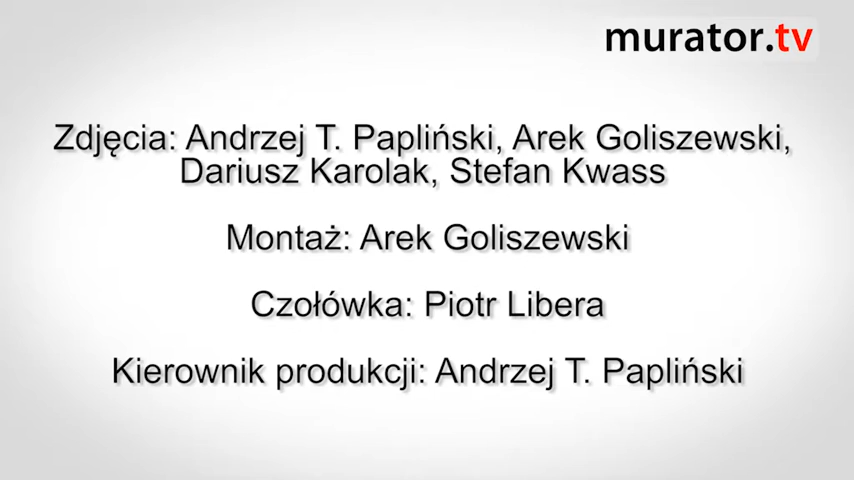 murator.tv
Zdjęcia: Andrzej T. Papliński, Arek Goliszewski,
Dariusz Karolak, Stefan Kwass
Montaż: Arek Goliszewski
Czołówka: Piotr Libera
Kierownik produkcji: Andrzej T. Papliński